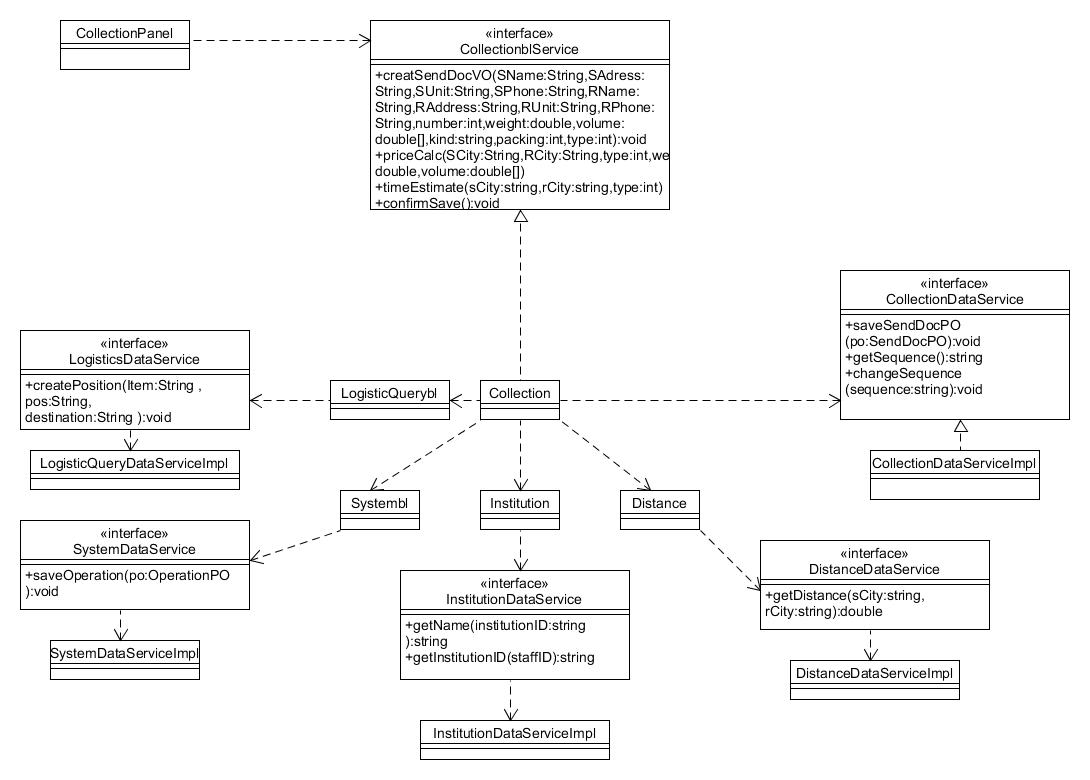 CollectionPanel
«interface»
CollectionblService
+creatSendDocVO(SName:String,SAdress:
String,SUnit:String,SPhone:String,RName:
String,RAddress:String,RUnit:String,RPhone:
String,number:int,weight:double,volume:
double[],kind:string,packing:int,type:int):void
+priceCalc(SCity:String,RCity:String,type:int,we
double,volume:double[])
+timeEstimate(sCity:string,rCity:string,type:int)
+confirmSave():void
«interface»
CollectionDataService
+saveSendDocPO
(po:SendDocPO):void
+getSequence():string
+changeSequence
(sequence:string):void
«interface»
LogisticsDataService
+createPosition(Item:String ,
pos:String,
destination:String ):void
LogisticQuerybl
Collection
LogisticQueryDataServiceImpl
CollectionDataServiceImpl
Systembl
Institution
Distance
«interface»
SystemDataService
+saveOperation(po:OperationPO
):void
«interface»
InstitutionDataService
+getName(institutionID:string
):string
+getInstitutionID(staffID):string
«interface»
DistanceDataService
+getDistance(sCity:string,
rCity:string):double
SystemDataServiceImpl
DistanceDataServiceImpl
InstitutionDataServiceImpl